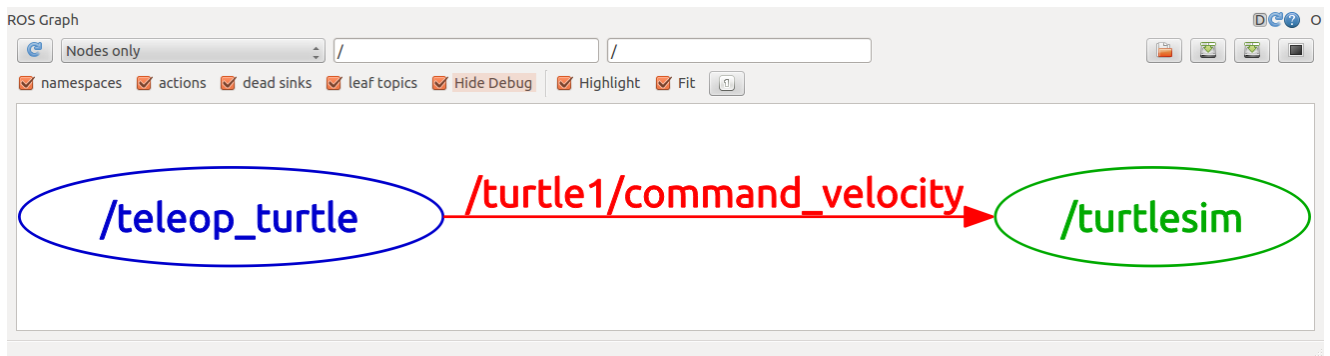 ROS Graph D ? O
Nodes only / /
namespaces actions dead sinks leaf topics Hide Debug Highlight Fit
/teleop_turtle /turtle1/command_velocity /turtlesim